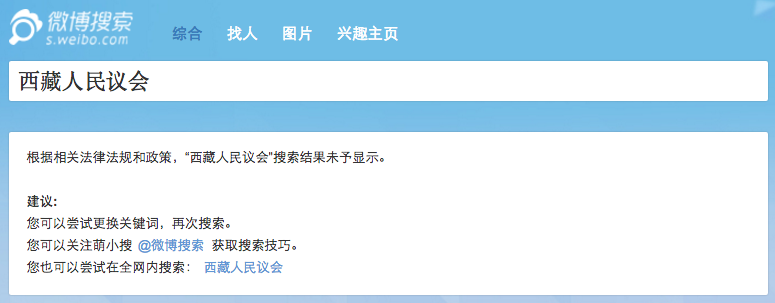 微博搜索
s.weibo.com
综合 找人 图片 兴趣主页
西藏人民议会
根据相关法律法规和政策，“西藏人民议会”搜索结果未予显示。
建议:
您可以尝试更换关键词，再次搜索。
您可以关注萌小搜 @微博搜索 获取搜索技巧。
您也可以尝试在全网内搜索： 西藏人民议会